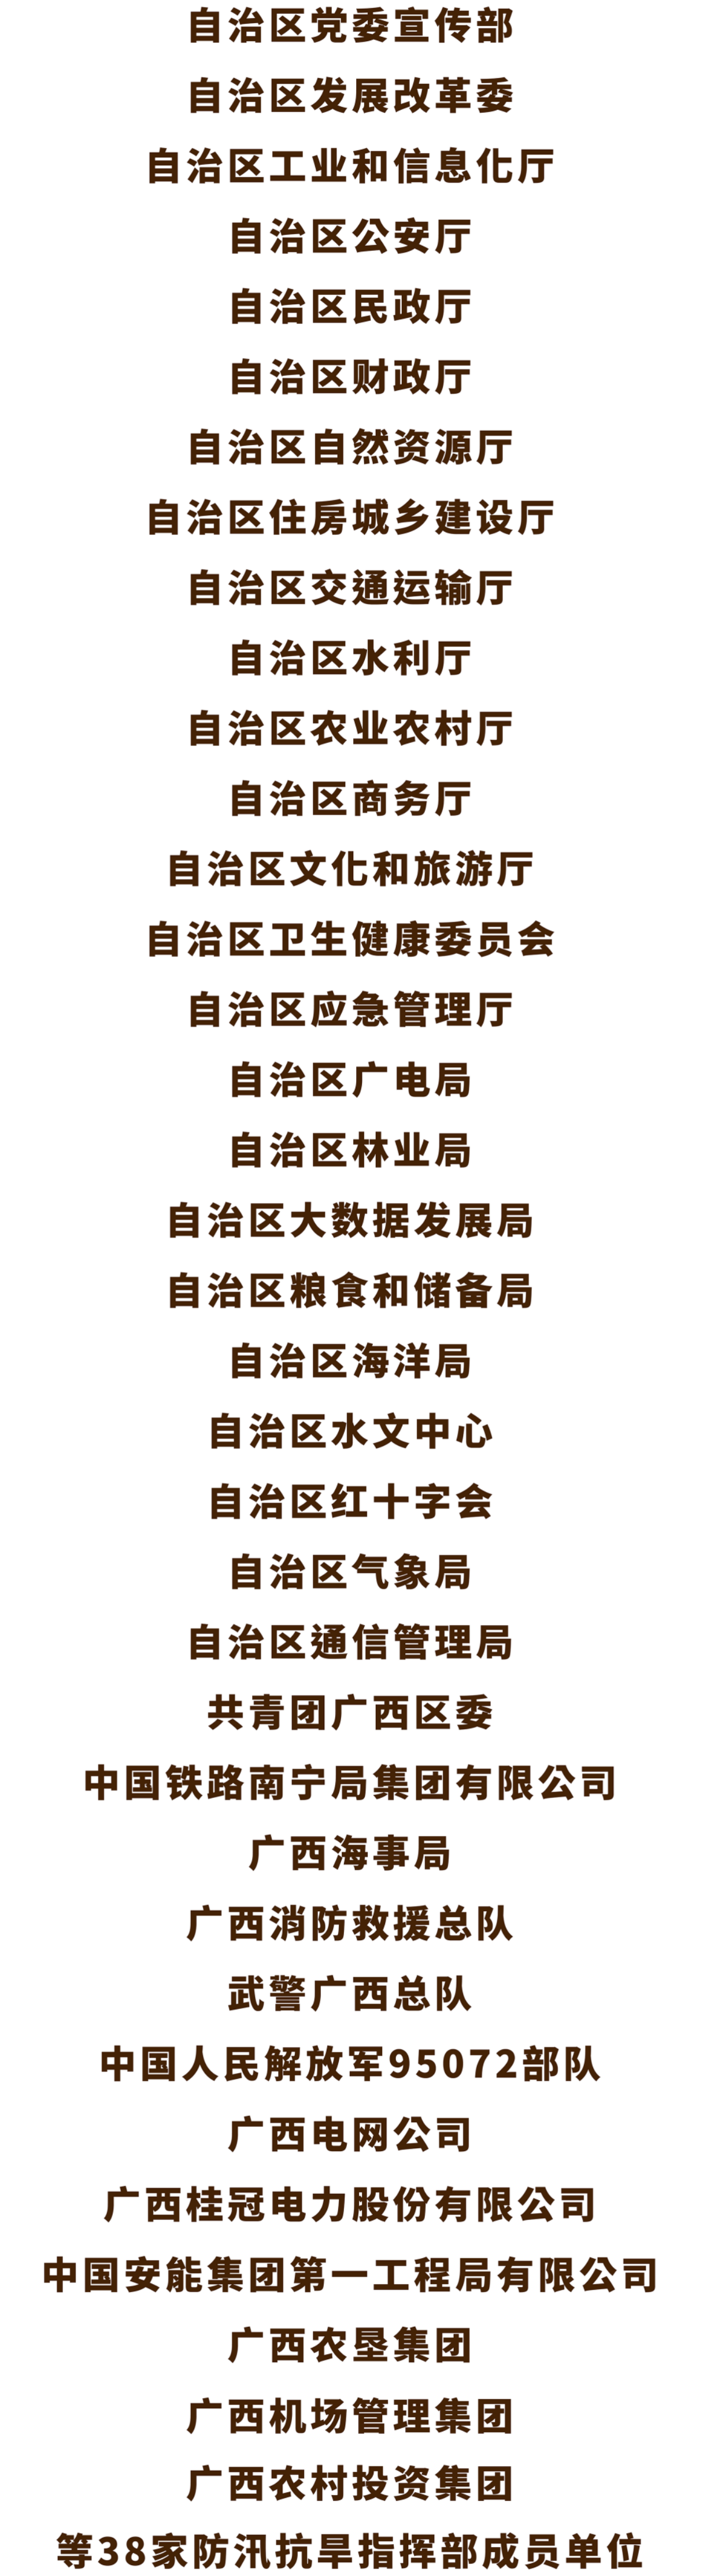 自治区党委宣传部
自治区发展改革委
自治区工业和信息化厅
自治区公安厅
自治区民政厅
自治区财政厅
自治区自然资源厅
自治区住房城乡建设厅
自治区交通运输厅
自治区水利厅
自治区农业农村厅
自治区商务厅
自治区文化和旅游厅
自治区卫生健康委员会
自治区应急管理厅
自治区广电局
自治区林业局
自治区大数据发展局
自治区粮食和储备局
自治区海洋局
自治区水文中心
自治区红十字会
自治区气象局
自治区通信管理局
共青团广西区委
中国铁路南宁局集团有限公司
广西海事局
广西消防救援总队
武警广西总队
中国人民解放军95072部队
广西电网公司
广西桂冠电力股份有限公司
中国安能集团第一工程局有限公司
广西农垦集团
广西机场管理集团
广西农村投资集团
等38家防汛抗旱指挥部成员单位